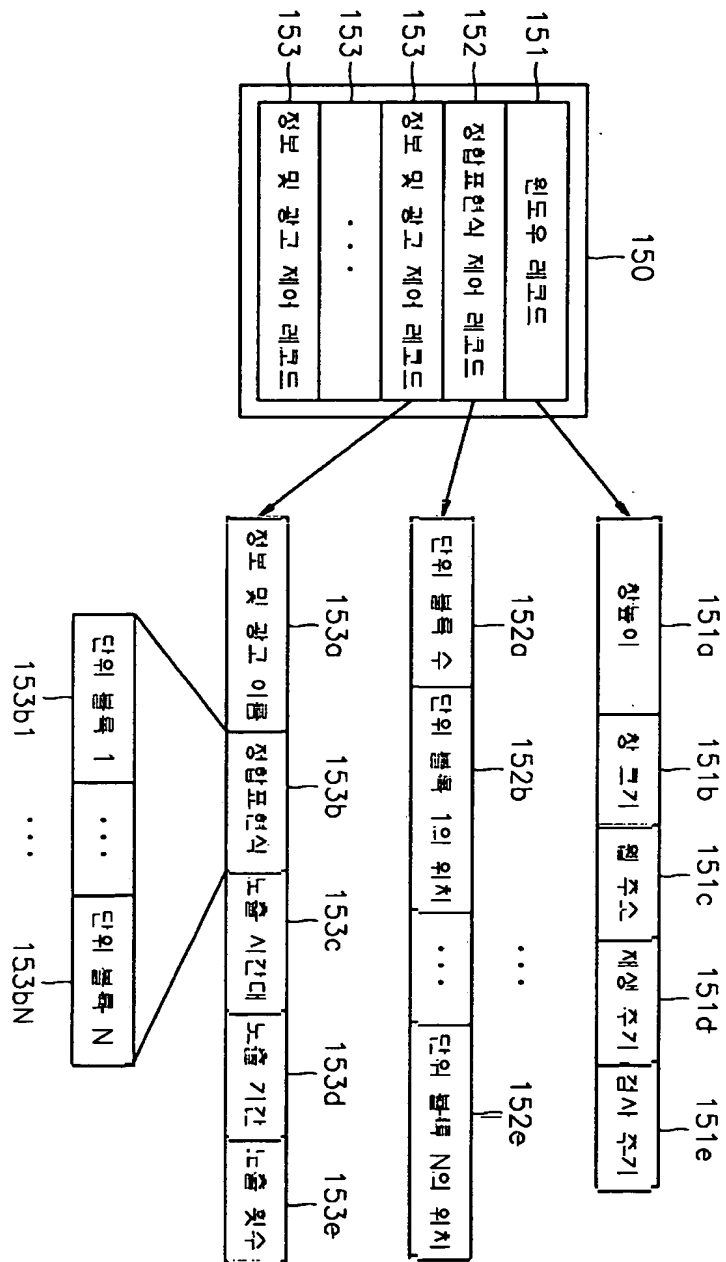 150
151
윈도우 레코드
152
정합표현식 제어 레코드
153
정보 및 광고 제어 레코드
153
...
153
정보 및 광고 제어 레코드
151a
151b
151c
151d
151e
창높이
창 크기
웹 주소
재생 주기
검사 주기
152a
152b
...
152e
단위 블록 수
단위 블록 1의 위치
...
단위 블록 N의 위치
153a
153b
153c
153d
153e
정보 및 광고 이름
정합표현식
노출 시간대
노출 기간
노출 횟수
단위 블록 1
...
단위 블록 N
153b1
...
153bN